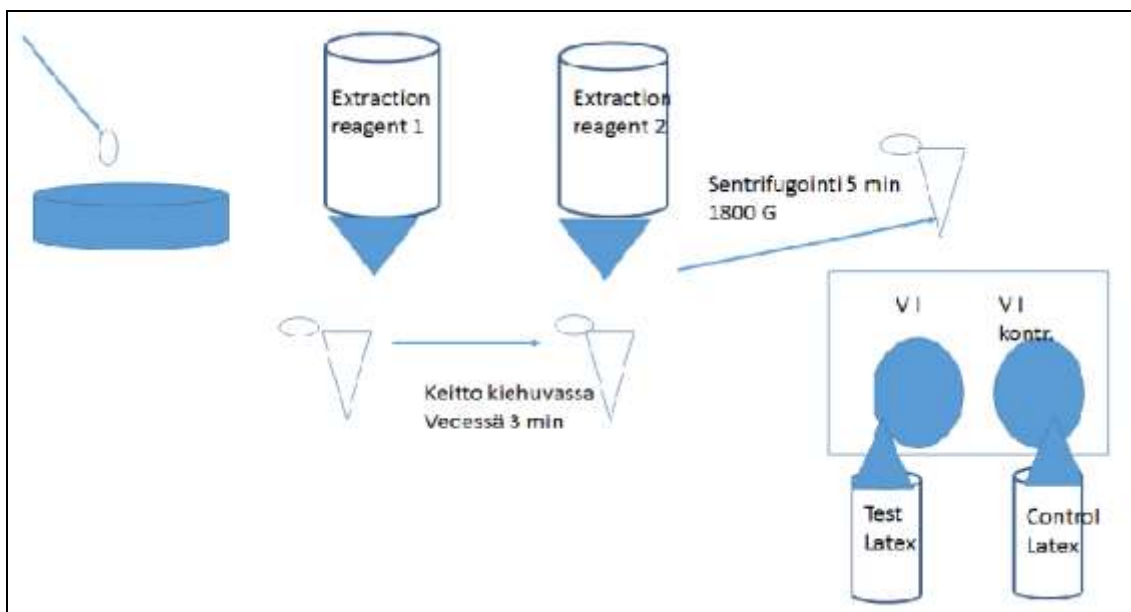 Extraction
reagent 1
Extraction
reagent 2
Sentrifugointi 5 min
1800 G
Keitto kiehuvassa
Vecessä 3 min
V I
V I
kontr.
Test
Latex
Control
Latex